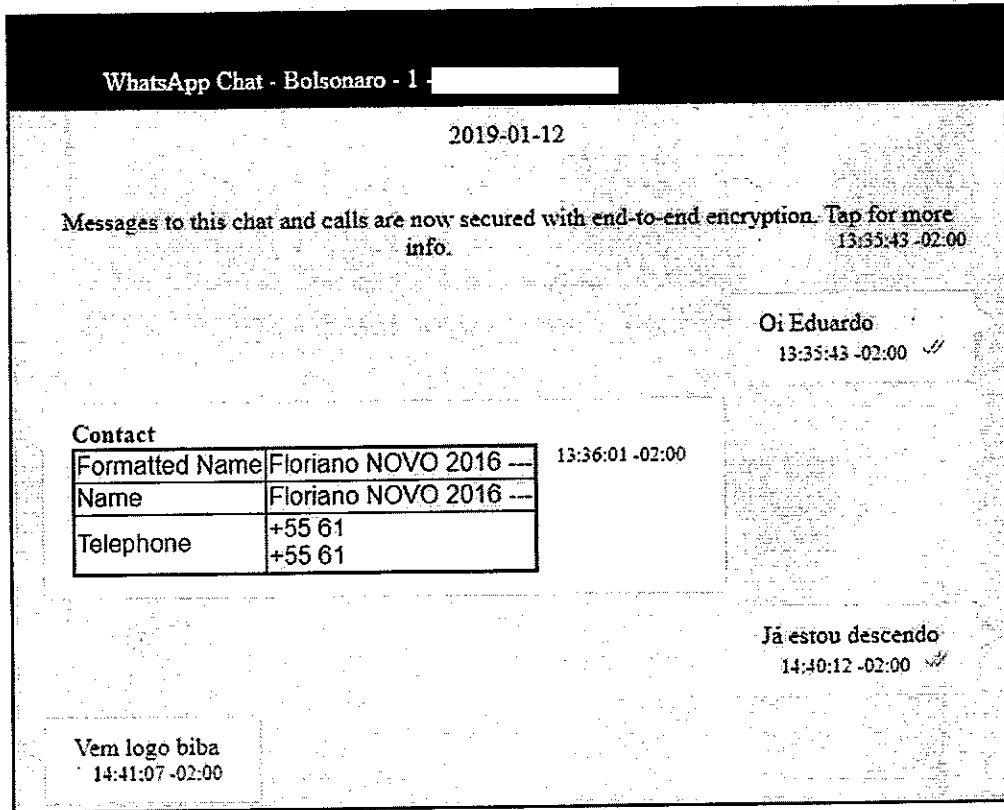 WhatsApp Chat - Bolsonaro - 1 -
2019-01-12
Messages to this chat and calls are now secured with end-to-end encryption. Tap for more
info.
13:35:43 -02:00
Oi Eduardo
13:35:43 -02:00
Contact
Formatted Name Floriano NOVO 2016 ---
13:36:01 -02:00
Name Floriano NOVO 2016 ---
Telephone
+55 61
+55 61
Já estou descendo
14:40:12 -02:00
Vem logo biba
14:41:07 -02:00